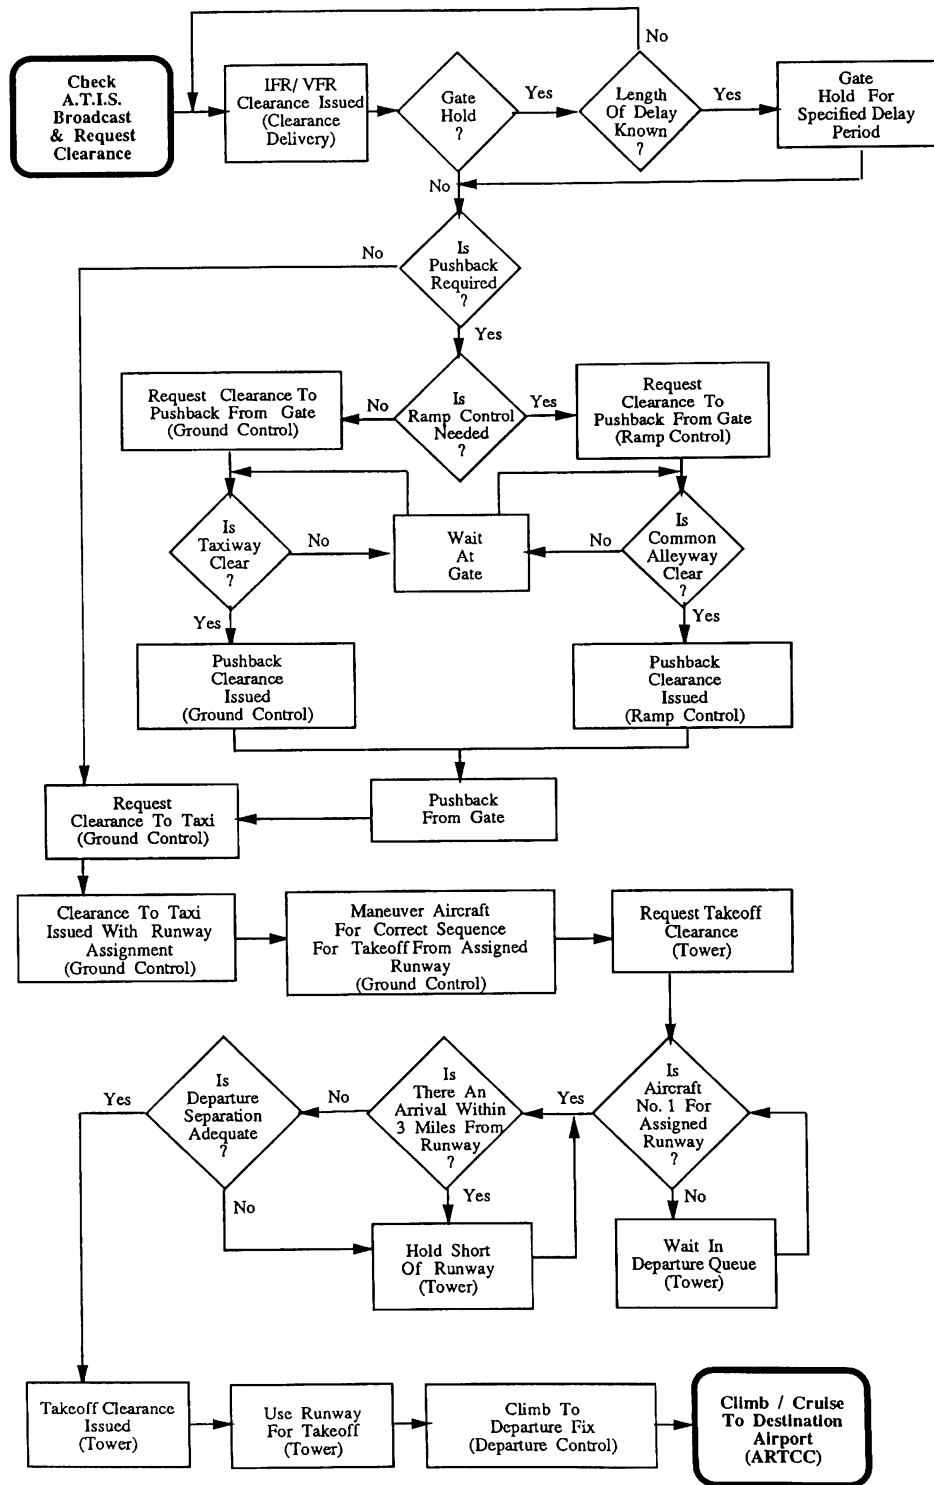 Check
A.T.I.S.
Broadcast
& Request
Clearance
IFR/ VFR
Clearance Issued
(Clearance
Delivery)
Gate
Hold
?
Yes
Length
Of Delay
Known
?
No
Yes
Gate
Hold For
Specified Delay
Period
No
Is
Pushback
Required
?
No
Yes
Is
Ramp Control
Needed
?
No
Yes
Request Clearance To
Pushback From Gate
(Ground Control)
Request
Clearance To
Pushback From Gate
(Ramp Control)
Is
Taxiway
Clear
?
No
Wait
At
Gate
No
Is
Common
Alleyway
Clear
?
Yes
Yes
Pushback
Clearance
Issued
(Ground Control)
Pushback
Clearance
Issued
(Ramp Control)
Pushback
From Gate
Request
Clearance To Taxi
(Ground Control)
Clearance To Taxi
Issued With Runway
Assignment
(Ground Control)
Maneuver Aircraft
For Correct Sequence
For Takeoff From Assigned
Runway
(Ground Control)
Request Takeoff
Clearance
(Tower)
Is
Aircraft
No. 1 For
Assigned
Runway
?
Yes
No
Wait In
Departure Queue
(Tower)
Is
There An
Arrival Within
3 Miles From
Runway
?
No
Yes
Hold Short
Of Runway
(Tower)
Is
Departure
Separation
Adequate
?
Yes
No
Takeoff Clearance
Issued
(Tower)
Use Runway
For Takeoff
(Tower)
Climb To
Departure Fix
(Departure Control)
Climb / Cruise
To Destination
Airport
(ARTCC)